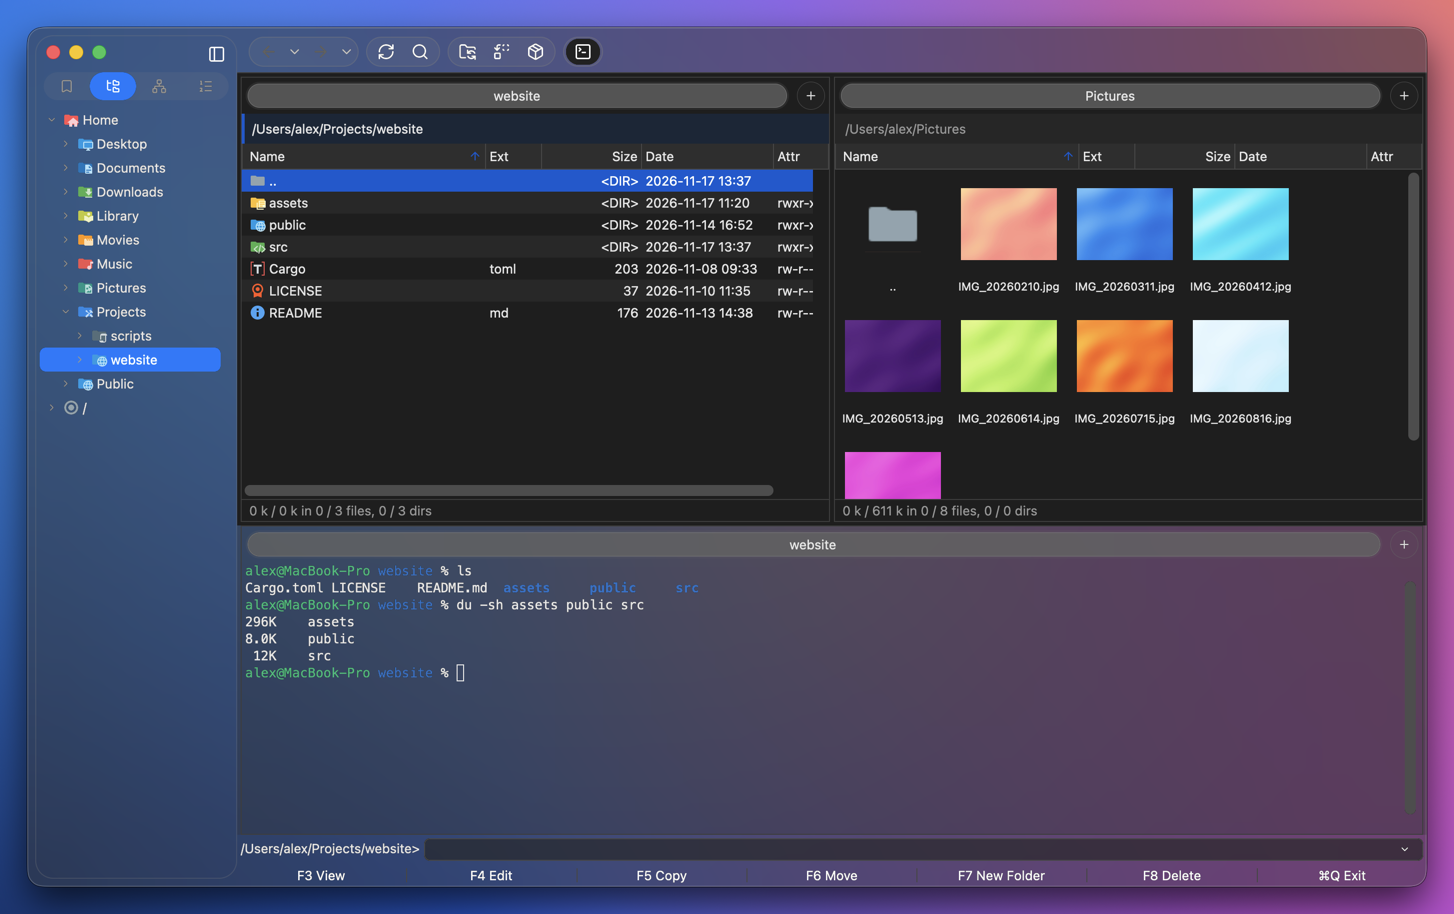 Home
Desktop
Documents
Downloads
Library
Movies
Music
Pictures
Projects
scripts
website
Public
/
website
+
/Users/alex/Projects/website
Name Ext Size Date Attr
.. <DIR> 2026-11-17 13:37
assets <DIR> 2026-11-17 11:20 rwxr-x
public <DIR> 2026-11-14 16:52 rwxr-x
src <DIR> 2026-11-17 13:37 rwxr-x
Cargo toml 203 2026-11-08 09:33 rw-r--
LICENSE 37 2026-11-10 11:35 rw-r--
README md 176 2026-11-13 14:38 rw-r--
0 k / 0 k in 0 / 3 files, 0 / 3 dirs
Pictures
+
/Users/alex/Pictures
Name Ext Size Date Attr
.. IMG_20260210.jpg IMG_20260311.jpg IMG_20260412.jpg
IMG_20260513.jpg IMG_20260614.jpg IMG_20260715.jpg IMG_20260816.jpg
0 k / 611 k in 0 / 8 files, 0 / 0 dirs
website
+
alex@MacBook-Pro website % ls
Cargo.toml LICENSE README.md assets public src
alex@MacBook-Pro website % du -sh assets public src
296K assets
8.0K public
12K src
alex@MacBook-Pro website %
/Users/alex/Projects/website>
F3 View F4 Edit F5 Copy F6 Move F7 New Folder F8 Delete ⌘Q Exit